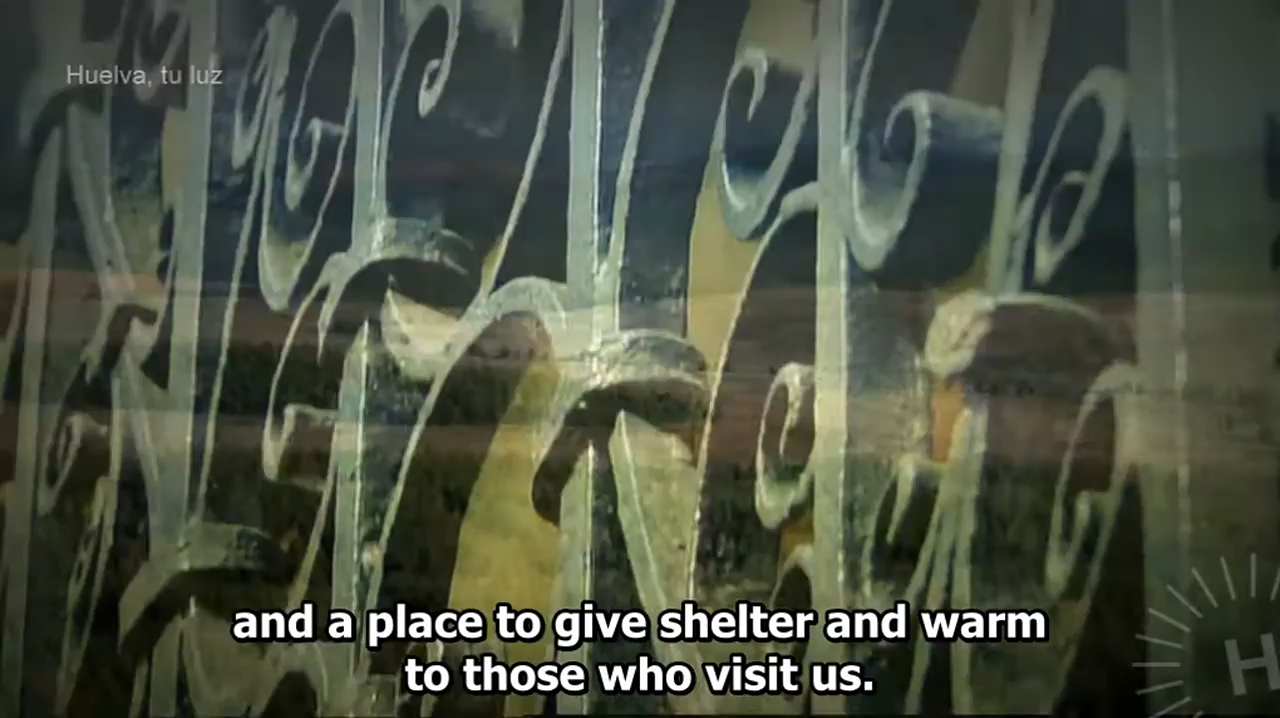 Huelva, tu luz
H
and a place to give shelter and warm
to those who visit us.